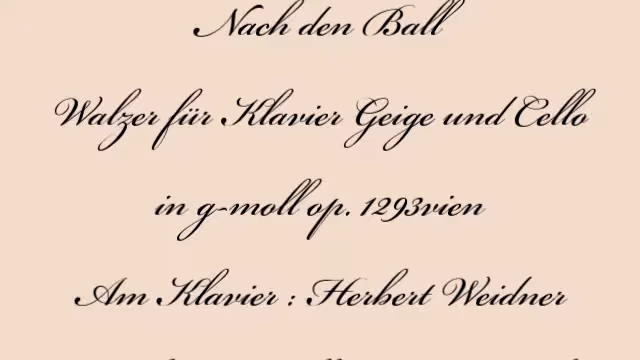 Nach den Ball
Walzer für Klavier Geige und Cello
in g-moll op. 1293vien
Am Klavier : Herbert Weidner